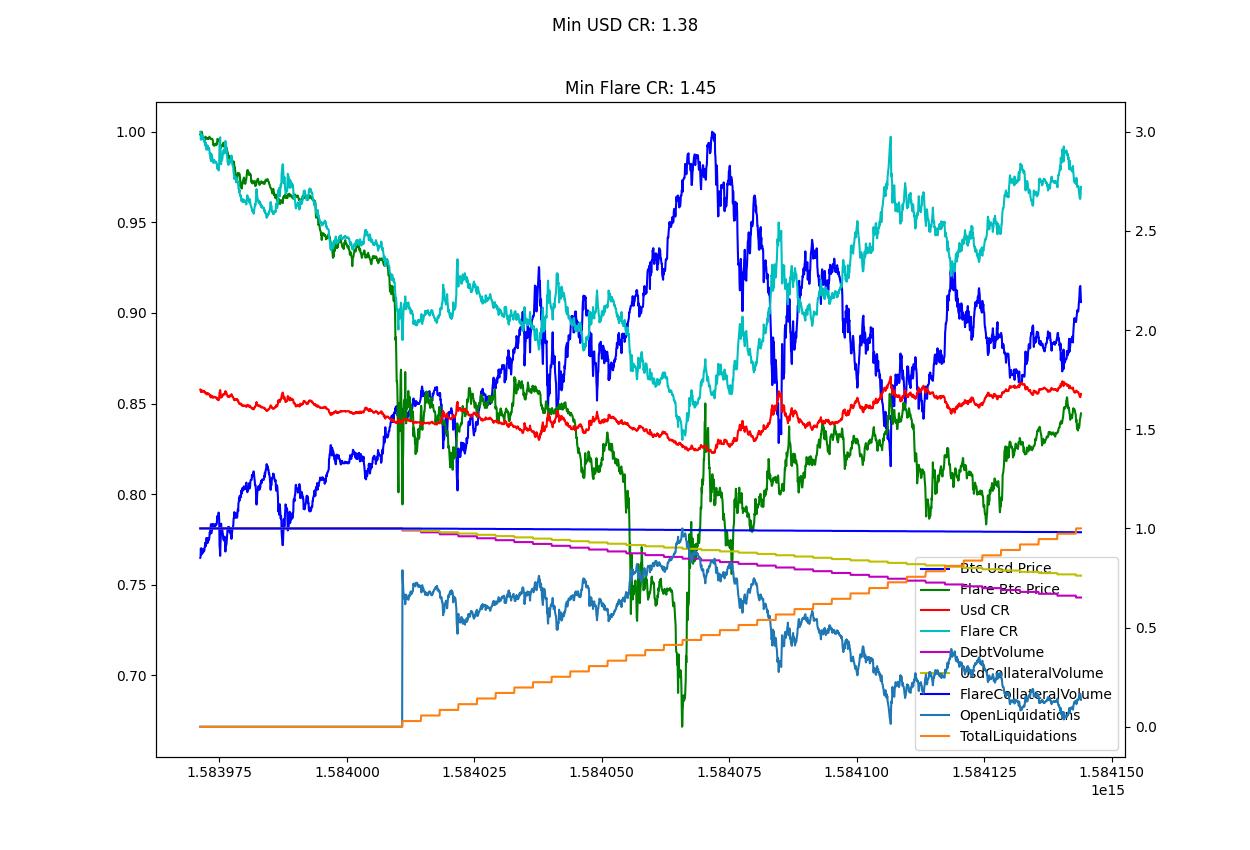 Min USD CR: 1.38
Min Flare CR: 1.45
1.00
0.95
0.90
0.85
0.80
0.75
0.70
3.0
2.5
2.0
1.5
1.0
0.5
0.0
Btc Usd Price
Flare Btc Price
Usd CR
Flare CR
DebtVolume
UsdCollateralVolume
FlareCollateralVolume
OpenLiquidations
TotalLiquidations
1.583975 1.584000 1.584025 1.584050 1.584075 1.584100 1.584125 1.584150
1e15